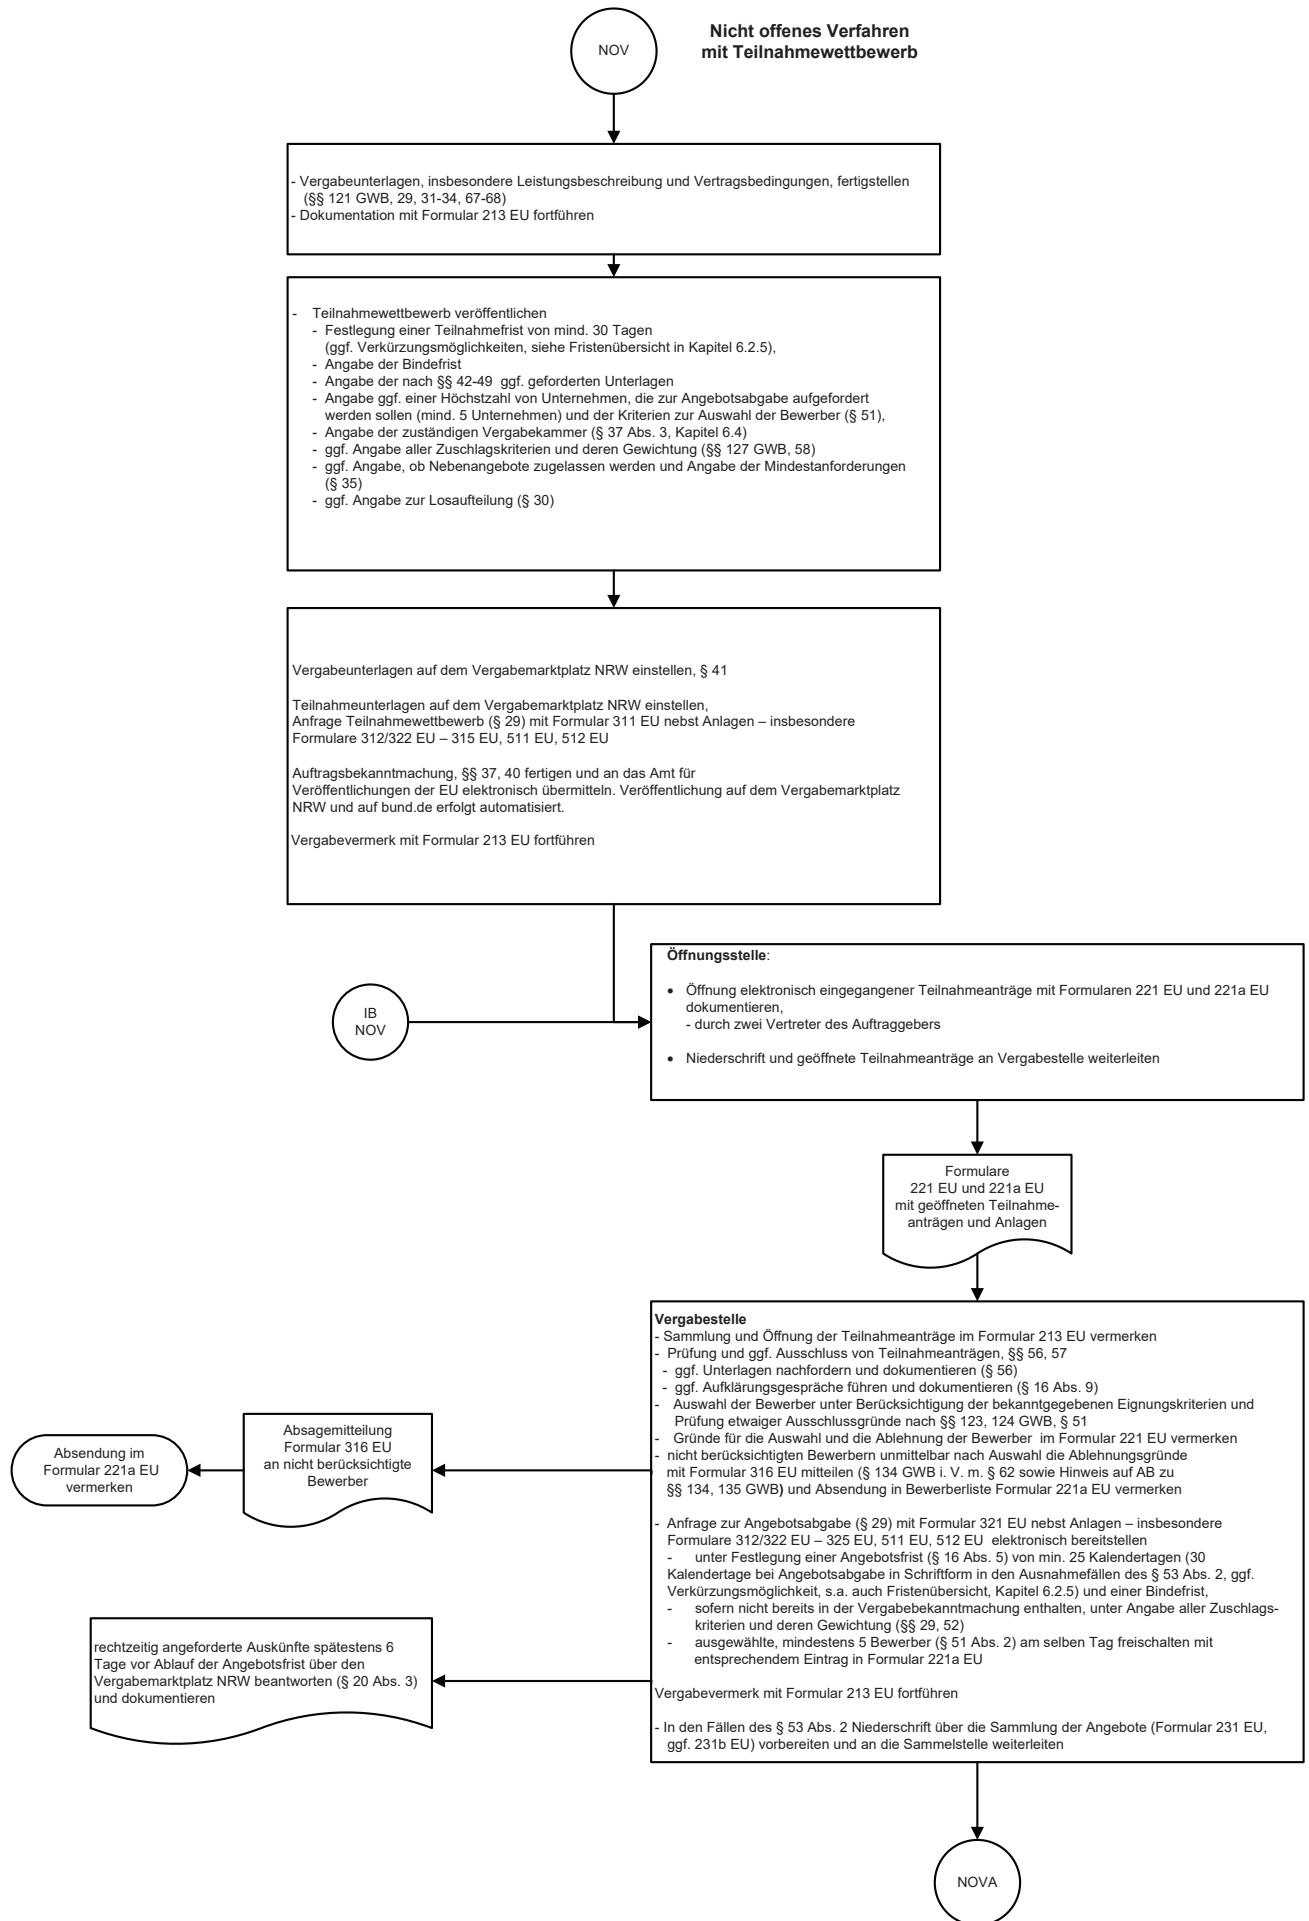 NOV
Nicht offenes Verfahren
mit Teilnahmewettbewerb
- Vergabeunterlagen, insbesondere Leistungsbeschreibung und Vertragsbedingungen, fertigstellen
(§§ 121 GWB, 29, 31-34, 67-68)
- Dokumentation mit Formular 213 EU fortführen
- Teilnahmewettbewerb veröffentlichen
- Festlegung einer Teilnahmefrist von mind. 30 Tagen
(ggf. Verkürzungsmöglichkeiten, siehe Fristenübersicht in Kapitel 6.2.5),
- Angabe der Bindefrist
- Angabe der nach §§ 42-49 ggf. geforderten Unterlagen
- Angabe ggf. einer Höchstzahl von Unternehmen, die zur Angebotsabgabe aufgefordert
werden sollen (mind. 5 Unternehmen) und der Kriterien zur Auswahl der Bewerber (§ 51),
- Angabe der zuständigen Vergabekammer (§ 37 Abs. 3, Kapitel 6.4)
- ggf. Angabe aller Zuschlagskriterien und deren Gewichtung (§§ 127 GWB, 58)
- ggf. Angabe, ob Nebenangebote zugelassen werden und Angabe der Mindestanforderungen
(§ 35)
- ggf. Angabe zur Losaufteilung (§ 30)
Vergabeunterlagen auf dem Vergabemarktplatz NRW einstellen, § 41
Teilnahmeunterlagen auf dem Vergabemarktplatz NRW einstellen,
Anfrage Teilnahmewettbewerb (§ 29) mit Formular 311 EU nebst Anlagen – insbesondere
Formulare 312/322 EU – 315 EU, 511 EU, 512 EU
Auftragsbekanntmachung, §§ 37, 40 fertigen und an das Amt für
Veröffentlichungen der EU elektronisch übermitteln. Veröffentlichung auf dem Vergabemarktplatz
NRW und auf bund.de erfolgt automatisiert.
Vergabevermerk mit Formular 213 EU fortführen
IB
NOV
Öffnungsstelle:
• Öffnung elektronisch eingegangener Teilnahmeanträge mit Formularen 221 EU und 221a EU
dokumentieren,
- durch zwei Vertreter des Auftraggebers
• Niederschrift und geöffnete Teilnahmeanträge an Vergabestelle weiterleiten
Formulare
221 EU und 221a EU
mit geöffneten Teilnahme-
anträgen und Anlagen
Vergabestelle
- Sammlung und Öffnung der Teilnahmeanträge im Formular 213 EU vermerken
- Prüfung und ggf. Ausschluss von Teilnahmeanträgen, §§ 56, 57
- ggf. Unterlagen nachfordern und dokumentieren (§ 56)
- ggf. Aufklärungsgespräche führen und dokumentieren (§ 16 Abs. 9)
- Auswahl der Bewerber unter Berücksichtigung der bekanntgegebenen Eignungskriterien und
Prüfung etwaiger Ausschlussgründe nach §§ 123, 124 GWB, § 51
- Gründe für die Auswahl und die Ablehnung der Bewerber im Formular 221 EU vermerken
- nicht berücksichtigten Bewerbern unmittelbar nach Auswahl die Ablehnungsgründe
mit Formular 316 EU mitteilen (§ 134 GWB i. V. m. § 62 sowie Hinweis auf AB zu
§§ 134, 135 GWB) und Absendung in Bewerberliste Formular 221a EU vermerken
- Anfrage zur Angebotsabgabe (§ 29) mit Formular 321 EU nebst Anlagen – insbesondere
Formulare 312/322 EU – 325 EU, 511 EU, 512 EU elektronisch bereitstellen
- unter Festlegung einer Angebotsfrist (§ 16 Abs. 5) von min. 25 Kalendertagen (30
Kalendertage bei Angebotsabgabe in Schriftform in den Ausnahmefällen des § 53 Abs. 2, ggf.
Verkürzungsmöglichkeit, s.a. auch Fristenübersicht, Kapitel 6.2.5) und einer Bindefrist,
- sofern nicht bereits in der Vergabebekanntmachung enthalten, unter Angabe aller Zuschlags-
kriterien und deren Gewichtung (§§ 29, 52)
- ausgewählte, mindestens 5 Bewerber (§ 51 Abs. 2) am selben Tag freischalten mit
entsprechendem Eintrag in Formular 221a EU
Vergabevermerk mit Formular 213 EU fortführen
- In den Fällen des § 53 Abs. 2 Niederschrift über die Sammlung der Angebote (Formular 231 EU,
ggf. 231b EU) vorbereiten und an die Sammelstelle weiterleiten
Absagemitteilung
Formular 316 EU
an nicht berücksichtigte
Bewerber
Absendung im
Formular 221a EU
vermerken
rechtzeitig angeforderte Auskünfte spätestens 6
Tage vor Ablauf der Angebotsfrist über den
Vergabemarktplatz NRW beantworten (§ 20 Abs. 3)
und dokumentieren
NOVA